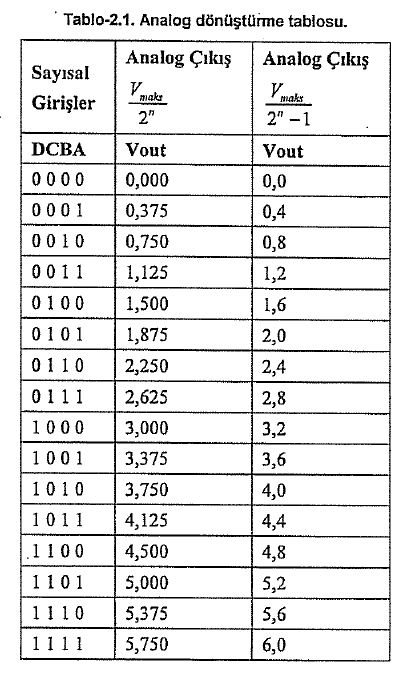 Tablo-2.1. Analog dönüştürme tablosu.
Sayısal Girişler | Analog Çıkış V_maks / 2^n | Analog Çıkış V_maks / 2^n − 1
DCBA | Vout | Vout
0 0 0 0 | 0,000 | 0,0
0 0 0 1 | 0,375 | 0,4
0 0 1 0 | 0,750 | 0,8
0 0 1 1 | 1,125 | 1,2
0 1 0 0 | 1,500 | 1,6
0 1 0 1 | 1,875 | 2,0
0 1 1 0 | 2,250 | 2,4
0 1 1 1 | 2,625 | 2,8
1 0 0 0 | 3,000 | 3,2
1 0 0 1 | 3,375 | 3,6
1 0 1 0 | 3,750 | 4,0
1 0 1 1 | 4,125 | 4,4
1 1 0 0 | 4,500 | 4,8
1 1 0 1 | 5,000 | 5,2
1 1 1 0 | 5,375 | 5,6
1 1 1 1 | 5,750 | 6,0